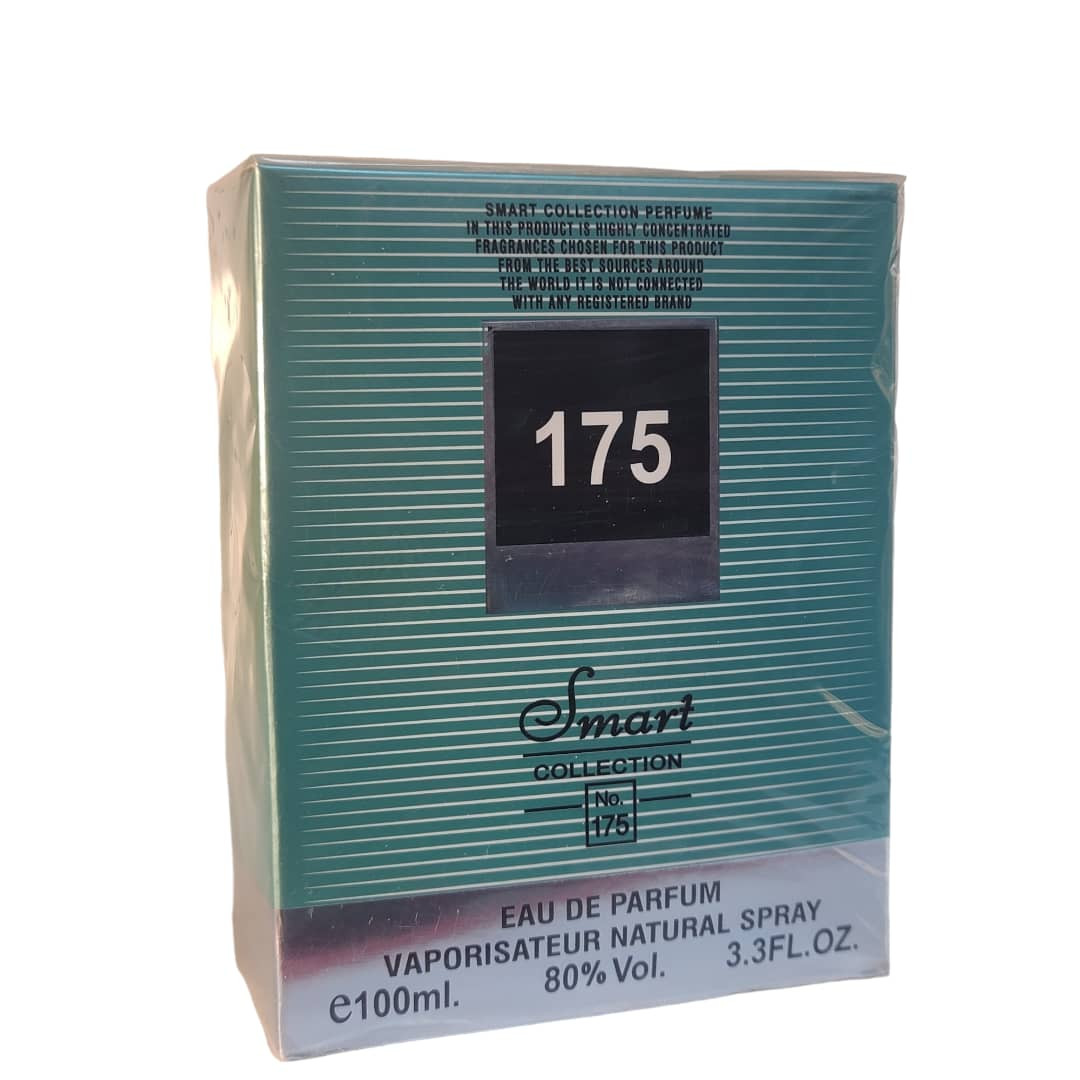 SMART COLLECTION PERFUME
IN THIS PRODUCT IS HIGHLY CONCENTRATED
FRAGRANCES CHOSEN FOR THIS PRODUCT
FROM THE BEST SOURCES AROUND
THE WORLD IT IS NOT CONNECTED
WITH ANY REGISTERED BRAND
175
Smart
COLLECTION
No.
175
EAU DE PARFUM
VAPORISATEUR NATURAL SPRAY
e100ml. 80% Vol. 3.3FL.OZ.